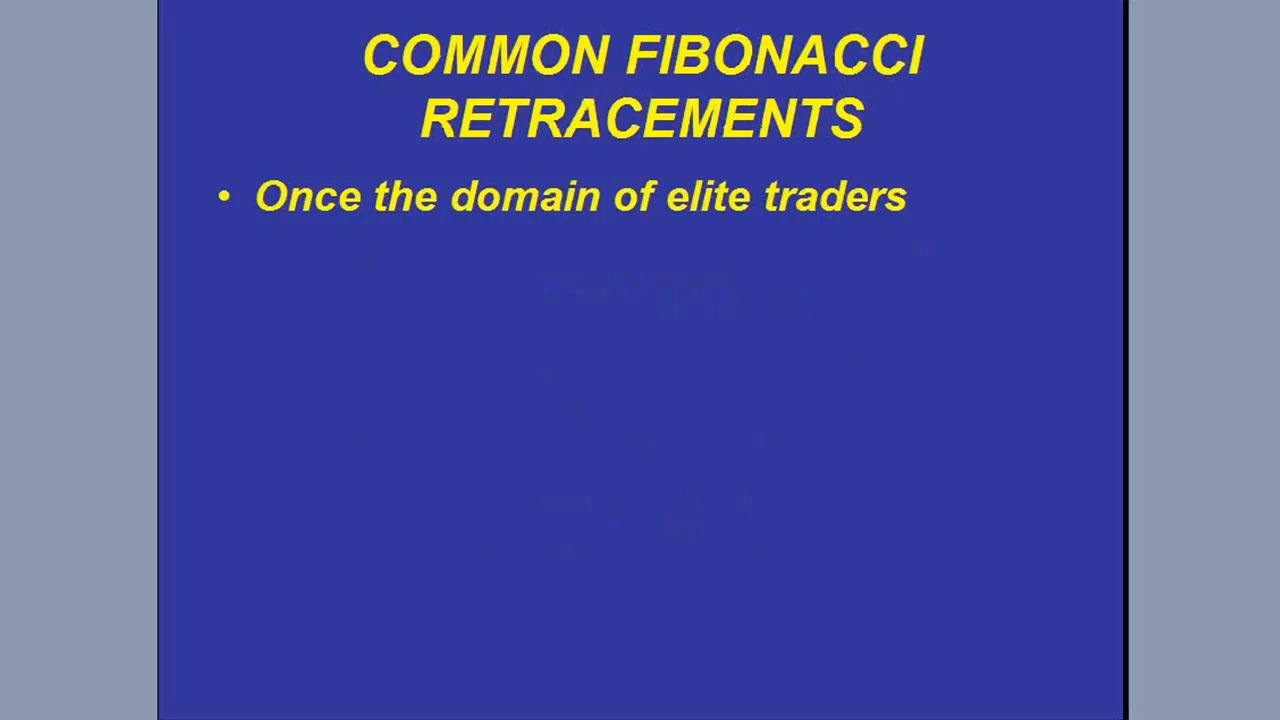 COMMON FIBONACCI
RETRACEMENTS
• Once the domain of elite traders